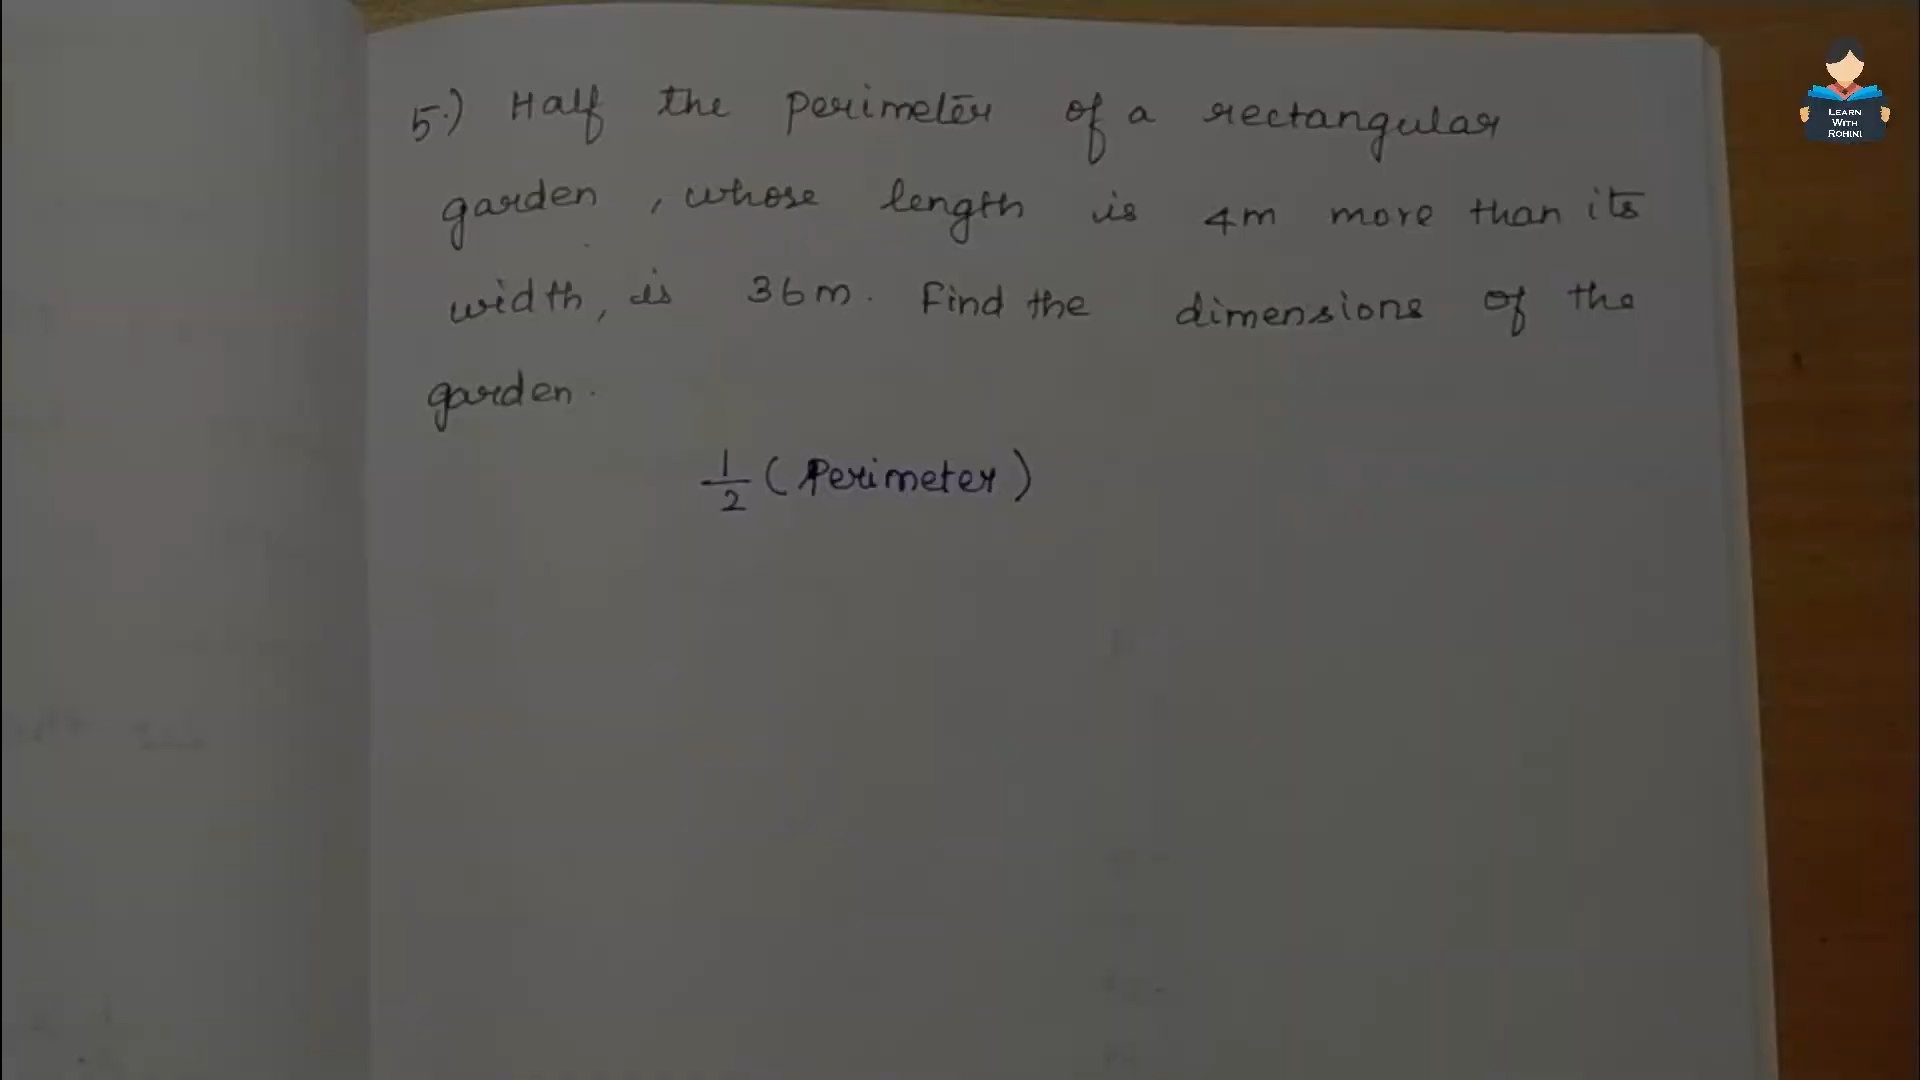 5.) Half the perimeter of a rectangular
garden, whose length is 4m more than its
width, is 36m. Find the dimensions of the
garden.
1/2 (Perimeter)
LEARN
WITH
ROHINI